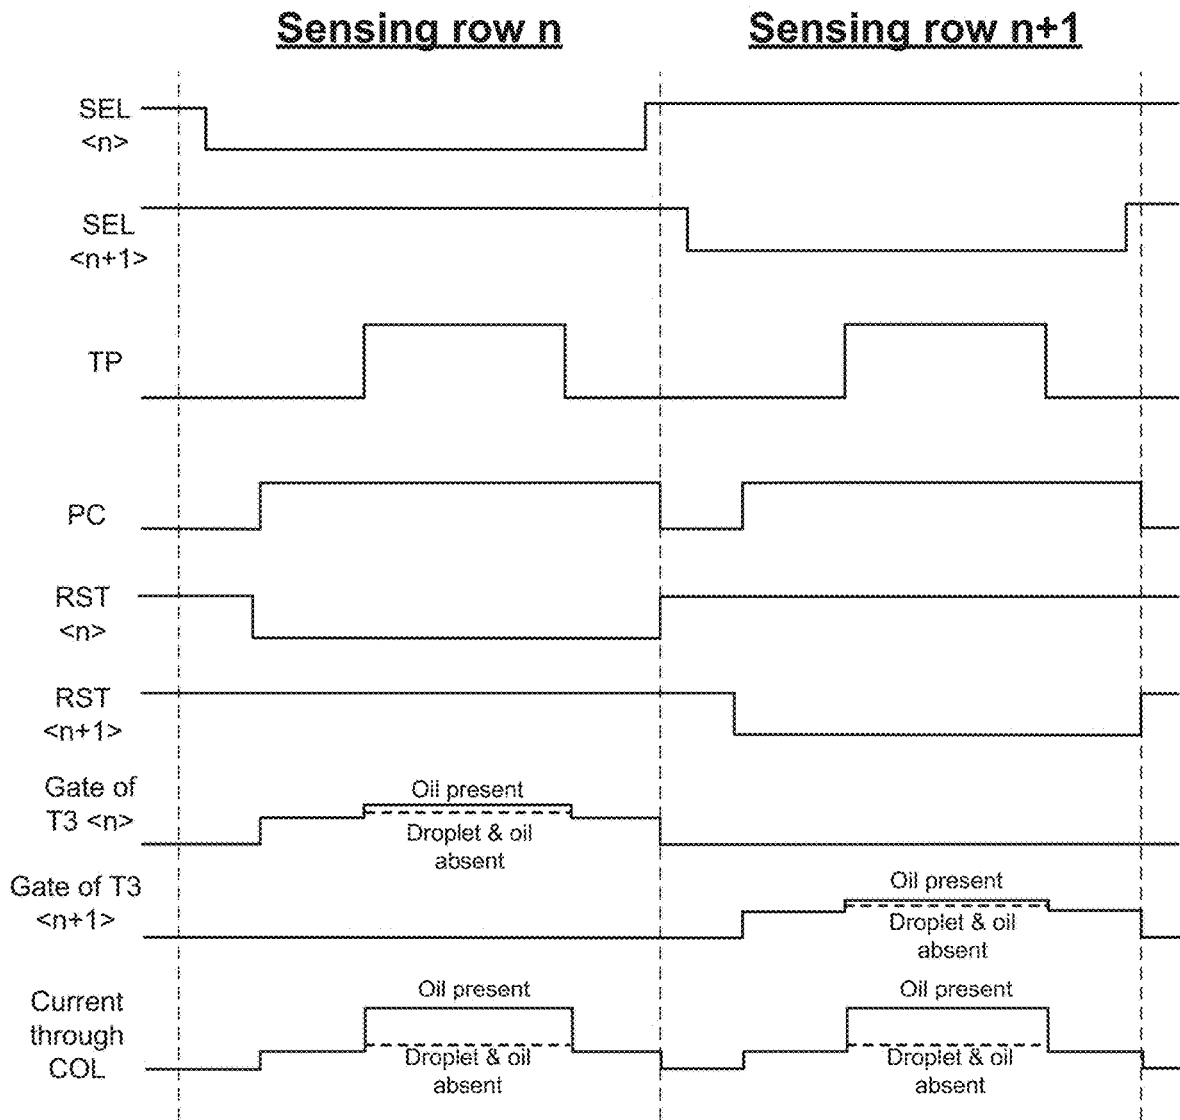 Sensing row n
Sensing row n+1
SEL
<n>
SEL
<n+1>
TP
PC
RST
<n>
RST
<n+1>
Gate of
T3 <n>
Oil present
Droplet & oil
absent
Gate of T3
<n+1>
Oil present
Droplet & oil
absent
Current
through
COL
Oil present
Droplet & oil
absent
Oil present
Droplet & oil
absent